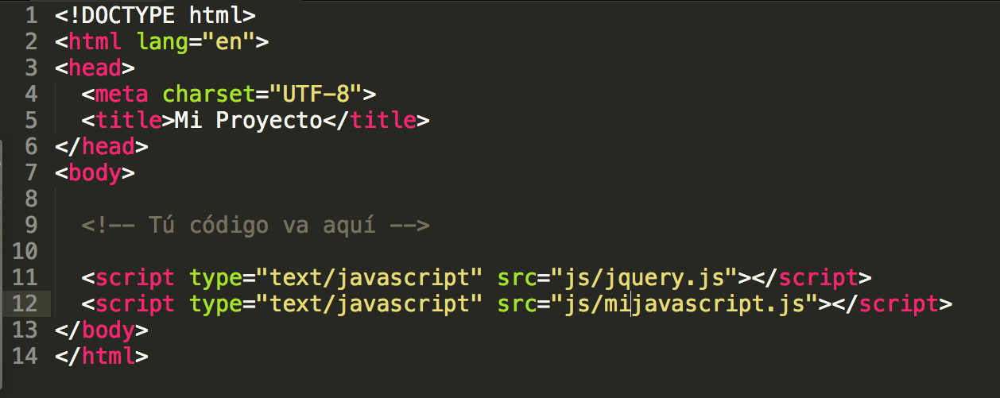 1 <!DOCTYPE html>
2 <html lang="en">
3 <head>
4   <meta charset="UTF-8">
5   <title>Mi Proyecto</title>
6 </head>
7 <body>
8
9   <!-- Tú código va aquí -->
10
11   <script type="text/javascript" src="js/jquery.js"></script>
12   <script type="text/javascript" src="js/mijavascript.js"></script>
13 </body>
14 </html>